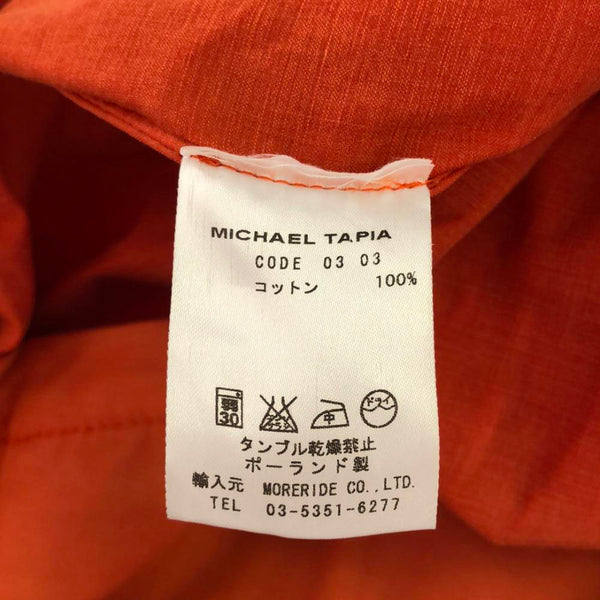 MICHAEL TAPIA
CODE 03 03
コットン 100%
弱 30 中 ドライ
タンブル乾燥禁止
ポーランド製
輸入元 MORERIDE CO.,LTD.
TEL 03-5351-6277